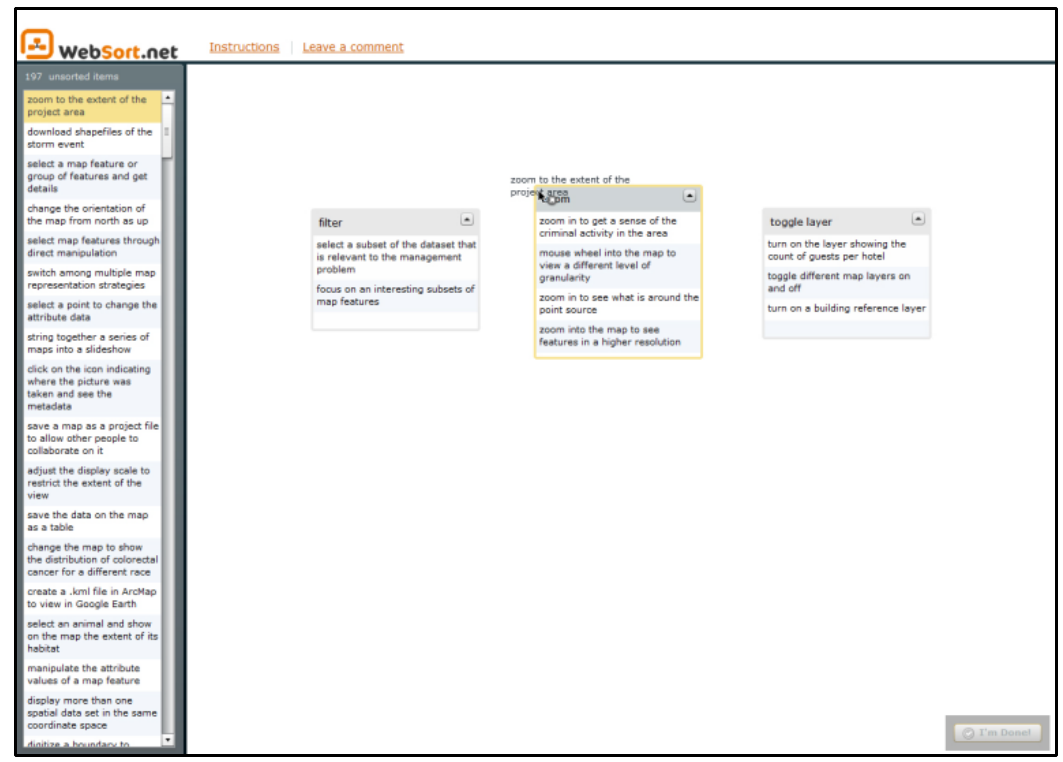 WebSort.net
Instructions | Leave a comment
197 unsorted items
zoom to the extent of the
project area
download shapefiles of the
storm event
select a map feature or
group of features and get
details
change the orientation of
the map from north as up
select map features through
direct manipulation
switch among multiple map
representation strategies
select a point to change the
attribute data
string together a series of
maps into a slideshow
click on the icon indicating
where the picture was
taken and see the
metadata
save a map as a project file
to allow other people to
collaborate on it
adjust the display scale to
restrict the extent of the
view
save the data on the map
as a table
change the map to show
the distribution of colorectal
cancer for a different race
create a .kml file in ArcMap
to view in Google Earth
select an animal and show
on the map the extent of its
habitat
manipulate the attribute
values of a map feature
display more than one
spatial data set in the same
coordinate space
digitize a boundary to
filter
select a subset of the dataset that
is relevant to the management
problem
focus on an interesting subsets of
map features
zoom to the extent of the
project area
zoom
zoom in to get a sense of the
criminal activity in the area
mouse wheel into the map to
view a different level of
granularity
zoom in to see what is around the
point source
zoom into the map to see
features in a higher resolution
toggle layer
turn on the layer showing the
count of guests per hotel
toggle different map layers on
and off
turn on a building reference layer
I'm Done!